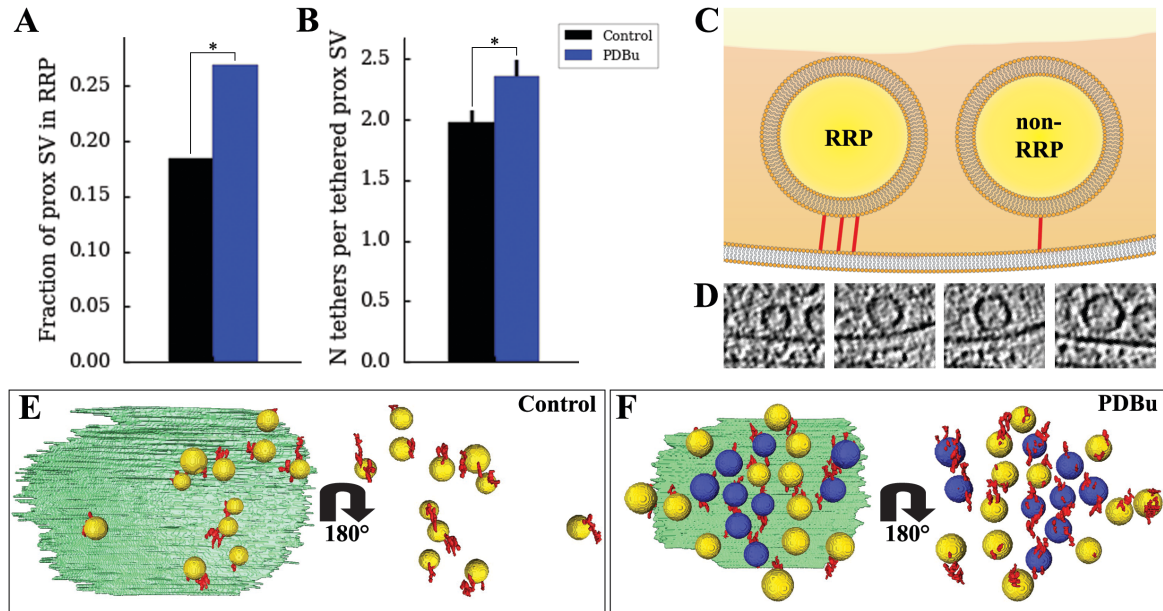 A
Fraction of prox SV in RRP
0.25
0.20
0.15
0.10
0.05
0.00
*
B
N tethers per tethered prox SV
2.5
2.0
1.5
1.0
0.5
0.0
*
Control
PDBu
C
RRP
non-
RRP
D
E
Control
180°
F
PDBu
180°